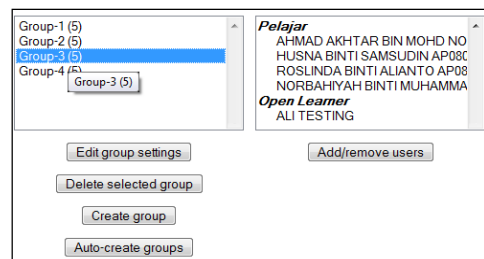 Group-1 (5)
Group-2 (5)
Group-3 (5)
Group-4 (5)
Group-3 (5)
Edit group settings
Delete selected group
Create group
Auto-create groups
Pelajar
AHMAD AKHTAR BIN MOHD NO
HUSNA BINTI SAMSUDIN AP080
ROSLINDA BINTI ALIANTO AP08
NORBAHIYAH BINTI MUHAMMA
Open Learner
ALI TESTING
Add/remove users